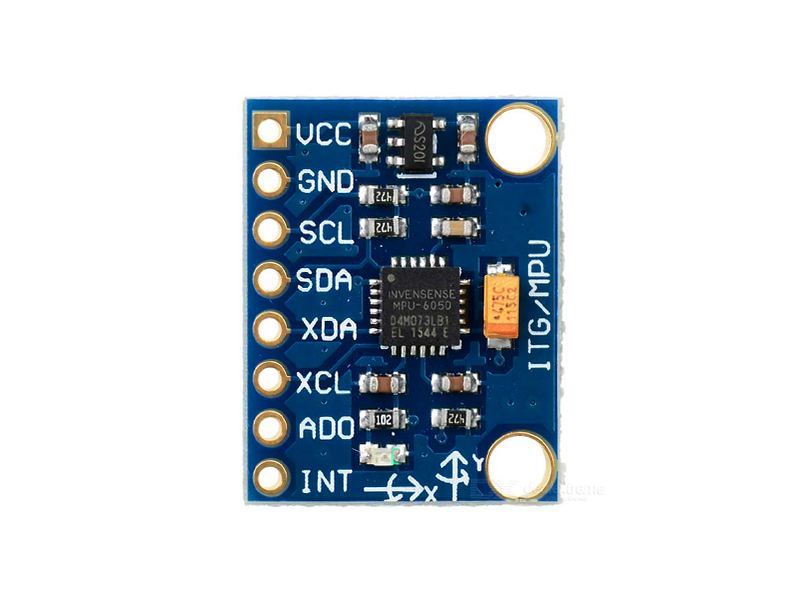 VCC
GND
SCL
SDA
XDA
XCL
ADO
INT
S20I
472
472
INVENSENSE
MPU-6050
D4M073LB1
EL 1544 E
475C
15C2
ITG/MPU
102
472
X
Y